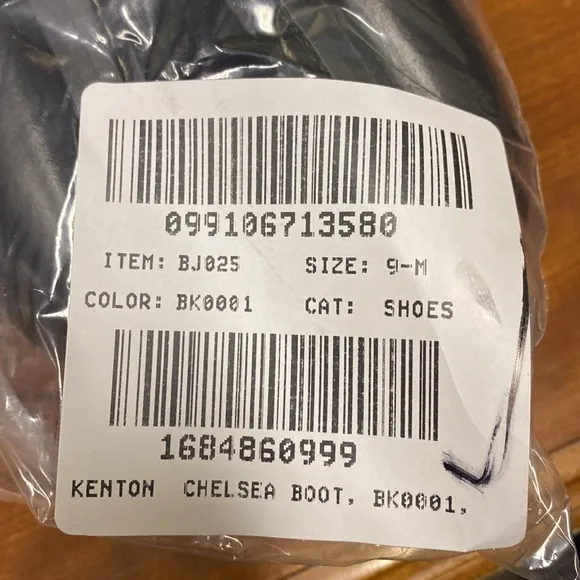 099106713580
ITEM: BJ025 SIZE: 9-M
COLOR: BK0001 CAT: SHOES
1684860999
KENTON CHELSEA BOOT, BK0001,